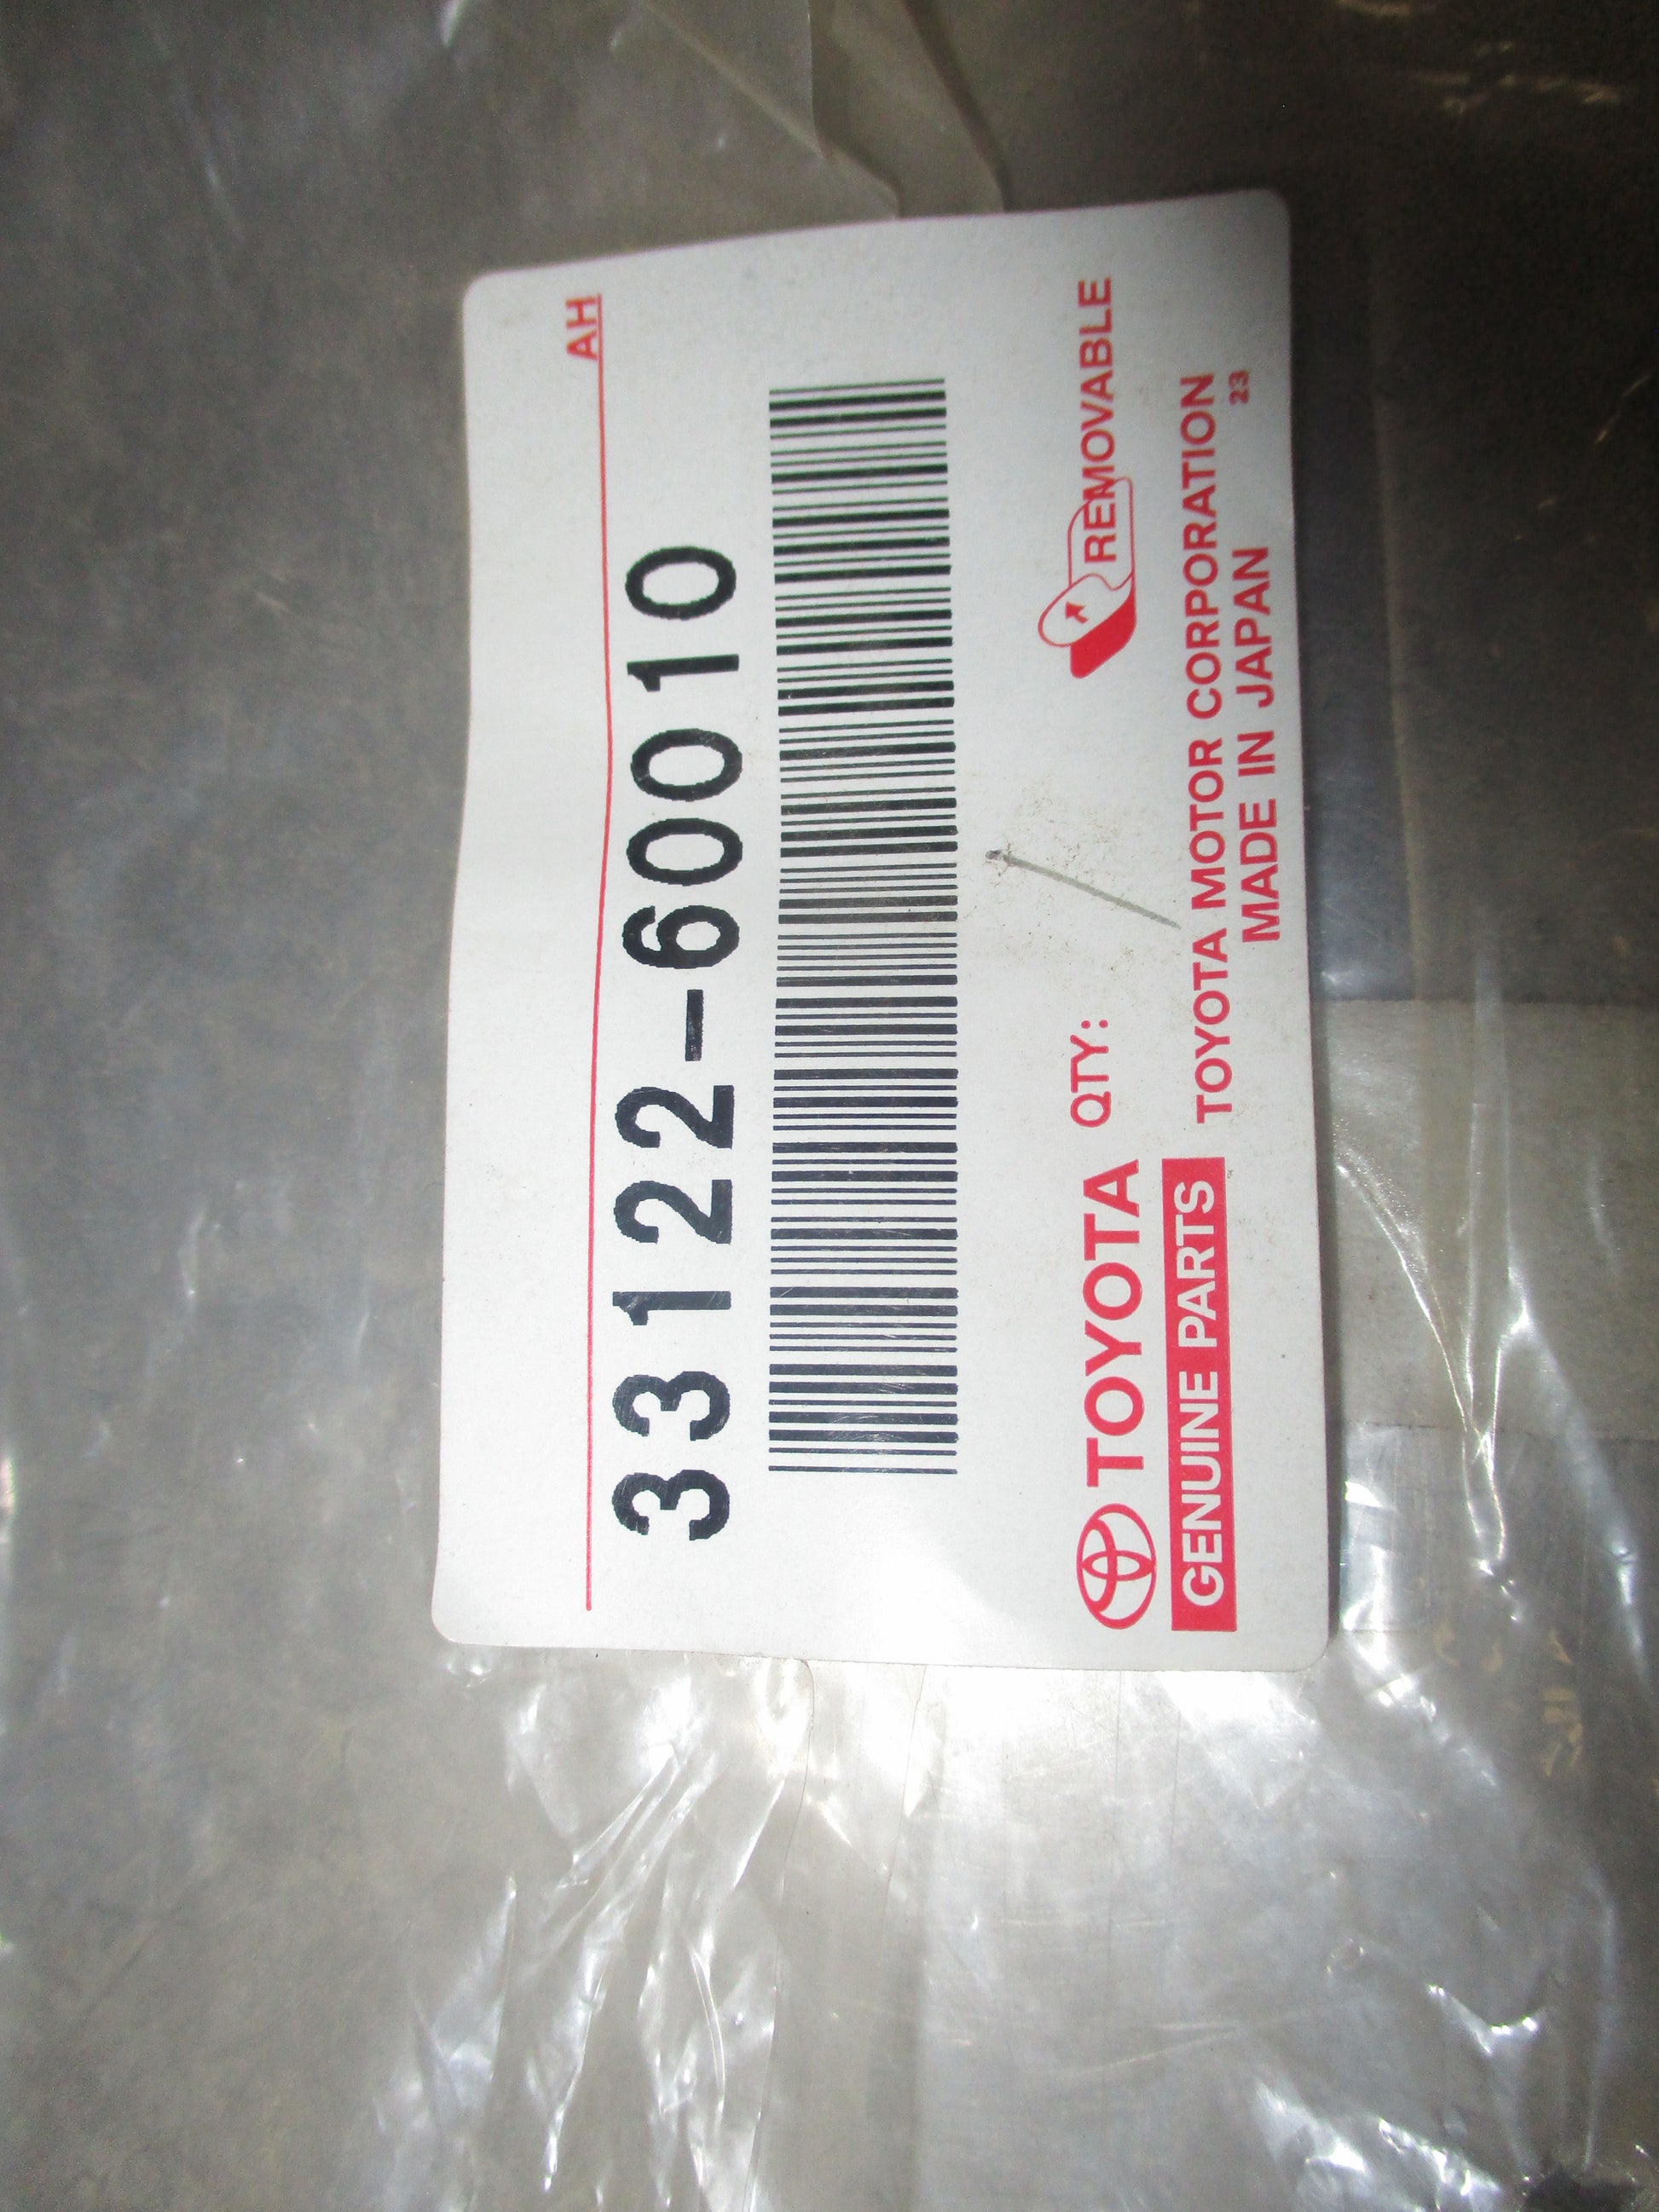 AH
33122-60010
TOYOTA QTY: REMOVABLE
GENUINE PARTS TOYOTA MOTOR CORPORATION
MADE IN JAPAN 23